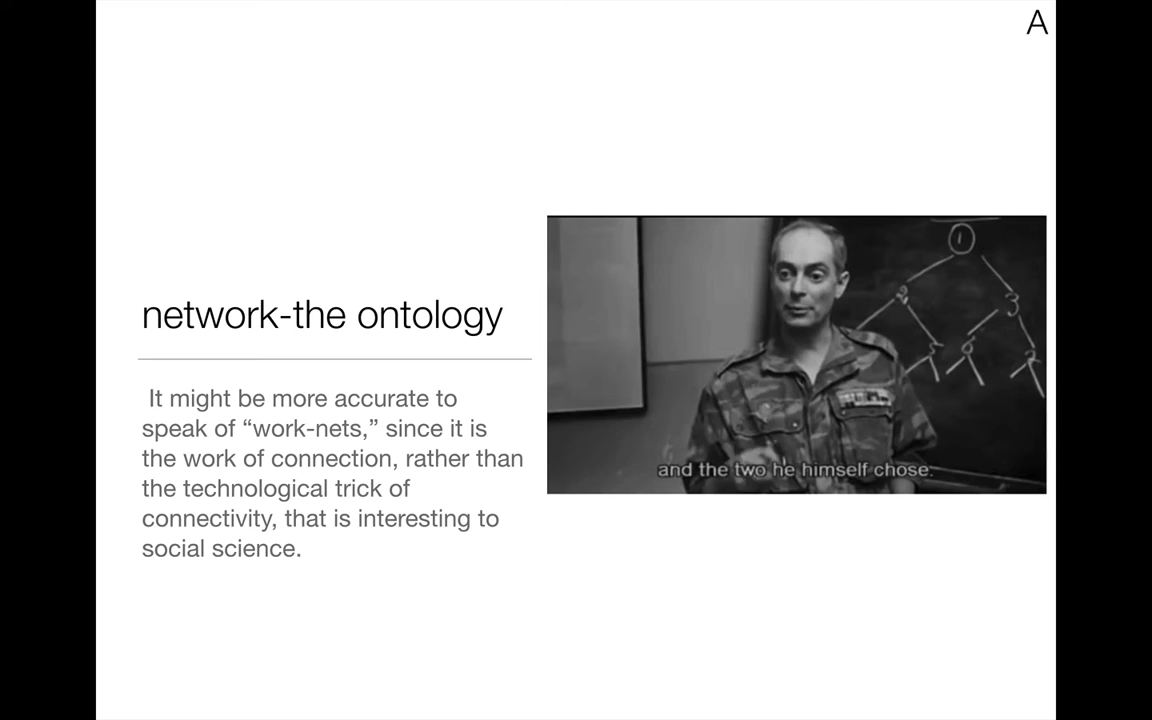 A
network-the ontology
It might be more accurate to
speak of “work-nets,” since it is
the work of connection, rather than
the technological trick of
connectivity, that is interesting to
social science.
1
2 3
5 6
and the two he himself chose.